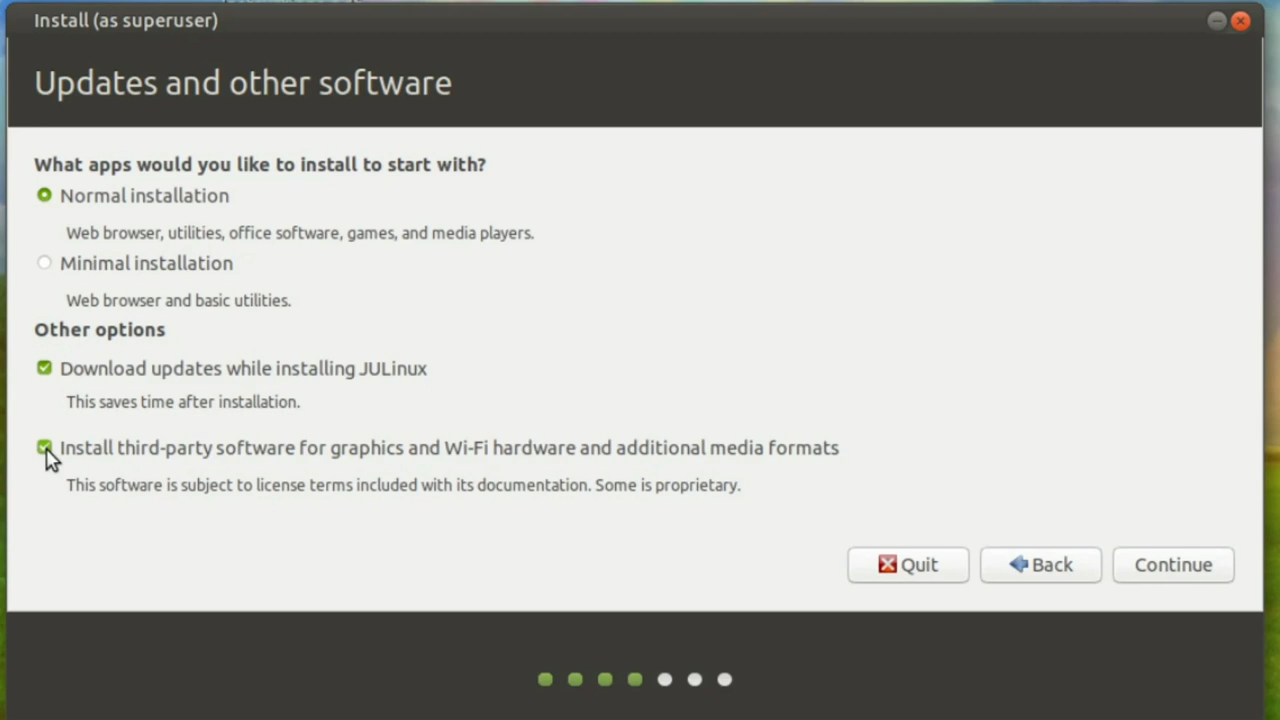 Install (as superuser)
Updates and other software
What apps would you like to install to start with?
Normal installation
Web browser, utilities, office software, games, and media players.
Minimal installation
Web browser and basic utilities.
Other options
Download updates while installing JULinux
This saves time after installation.
Install third-party software for graphics and Wi-Fi hardware and additional media formats
This software is subject to license terms included with its documentation. Some is proprietary.
Quit
Back
Continue